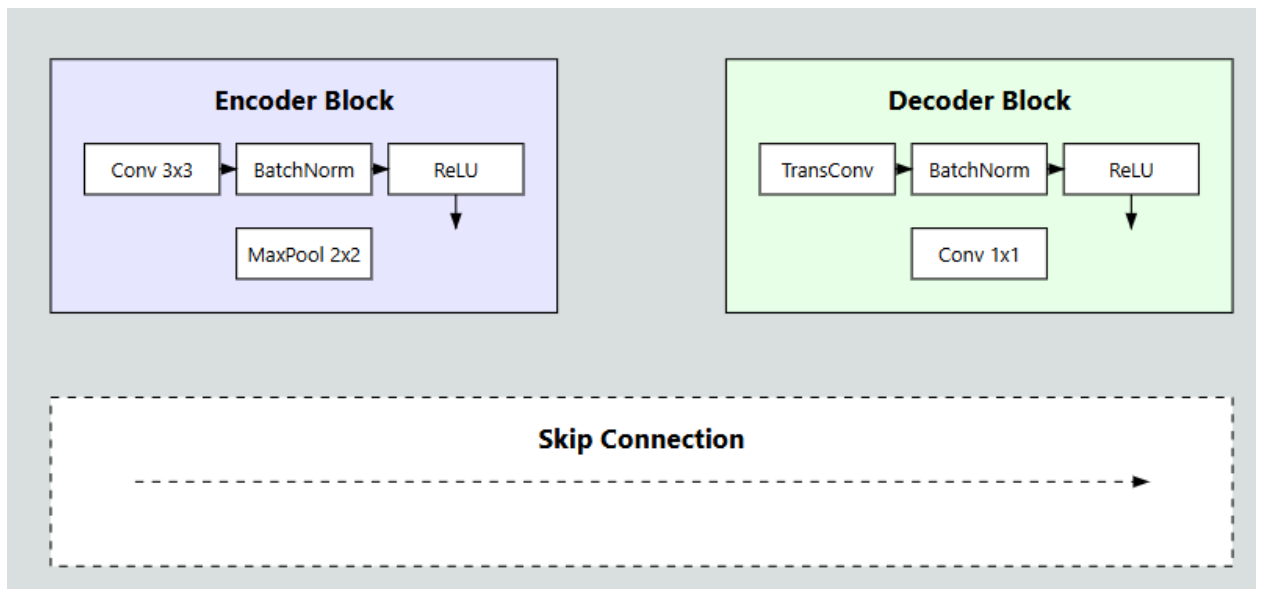 Encoder Block
Conv 3x3
BatchNorm
ReLU
MaxPool 2x2
Decoder Block
TransConv
BatchNorm
ReLU
Conv 1x1
Skip Connection